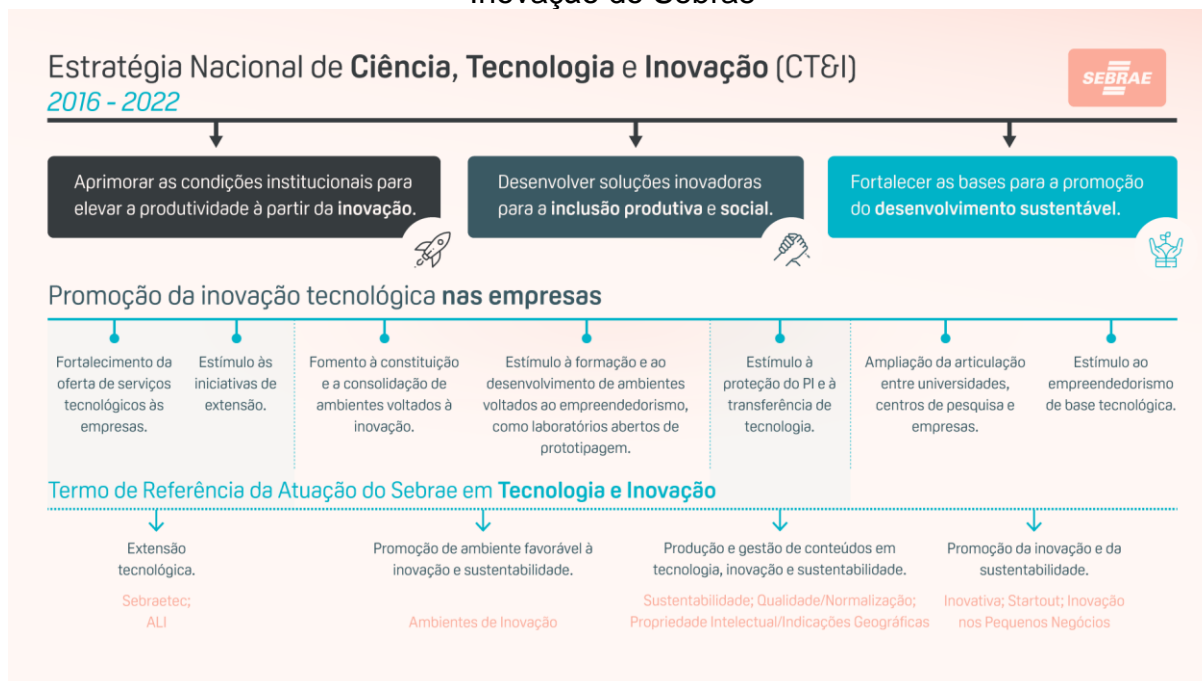 Inovação do Sebrae
Estratégia Nacional de Ciência, Tecnologia e Inovação (CT&I)
2016 - 2022
SEBRAE
Aprimorar as condições institucionais para
elevar a produtividade à partir da inovação.
Desenvolver soluções inovadoras
para a inclusão produtiva e social.
Fortalecer as bases para a promoção
do desenvolvimento sustentável.
Promoção da inovação tecnológica nas empresas
Fortalecimento da
oferta de serviços
tecnológicos às
empresas.
Estímulo às
iniciativas de
extensão.
Fomento à constituição
e a consolidação de
ambientes voltados à
inovação.
Estímulo à formação e ao
desenvolvimento de ambientes
voltados ao empreendedorismo,
como laboratórios abertos de
prototipagem.
Estímulo à
proteção do PI e à
transferência de
tecnologia.
Ampliação da articulação
entre universidades,
centros de pesquisa e
empresas.
Estímulo ao
empreendedorismo
de base tecnológica.
Termo de Referência da Atuação do Sebrae em Tecnologia e Inovação
Extensão
tecnológica.
Sebraetec;
ALI
Promoção de ambiente favorável à
inovação e sustentabilidade.
Ambientes de Inovação
Produção e gestão de conteúdos em
tecnologia, inovação e sustentabilidade.
Sustentabilidade; Qualidade/Normalização;
Propriedade Intelectual/Indicações Geográficas
Promoção da inovação e da
sustentabilidade.
Inovativa; Startout; Inovação
nos Pequenos Negócios